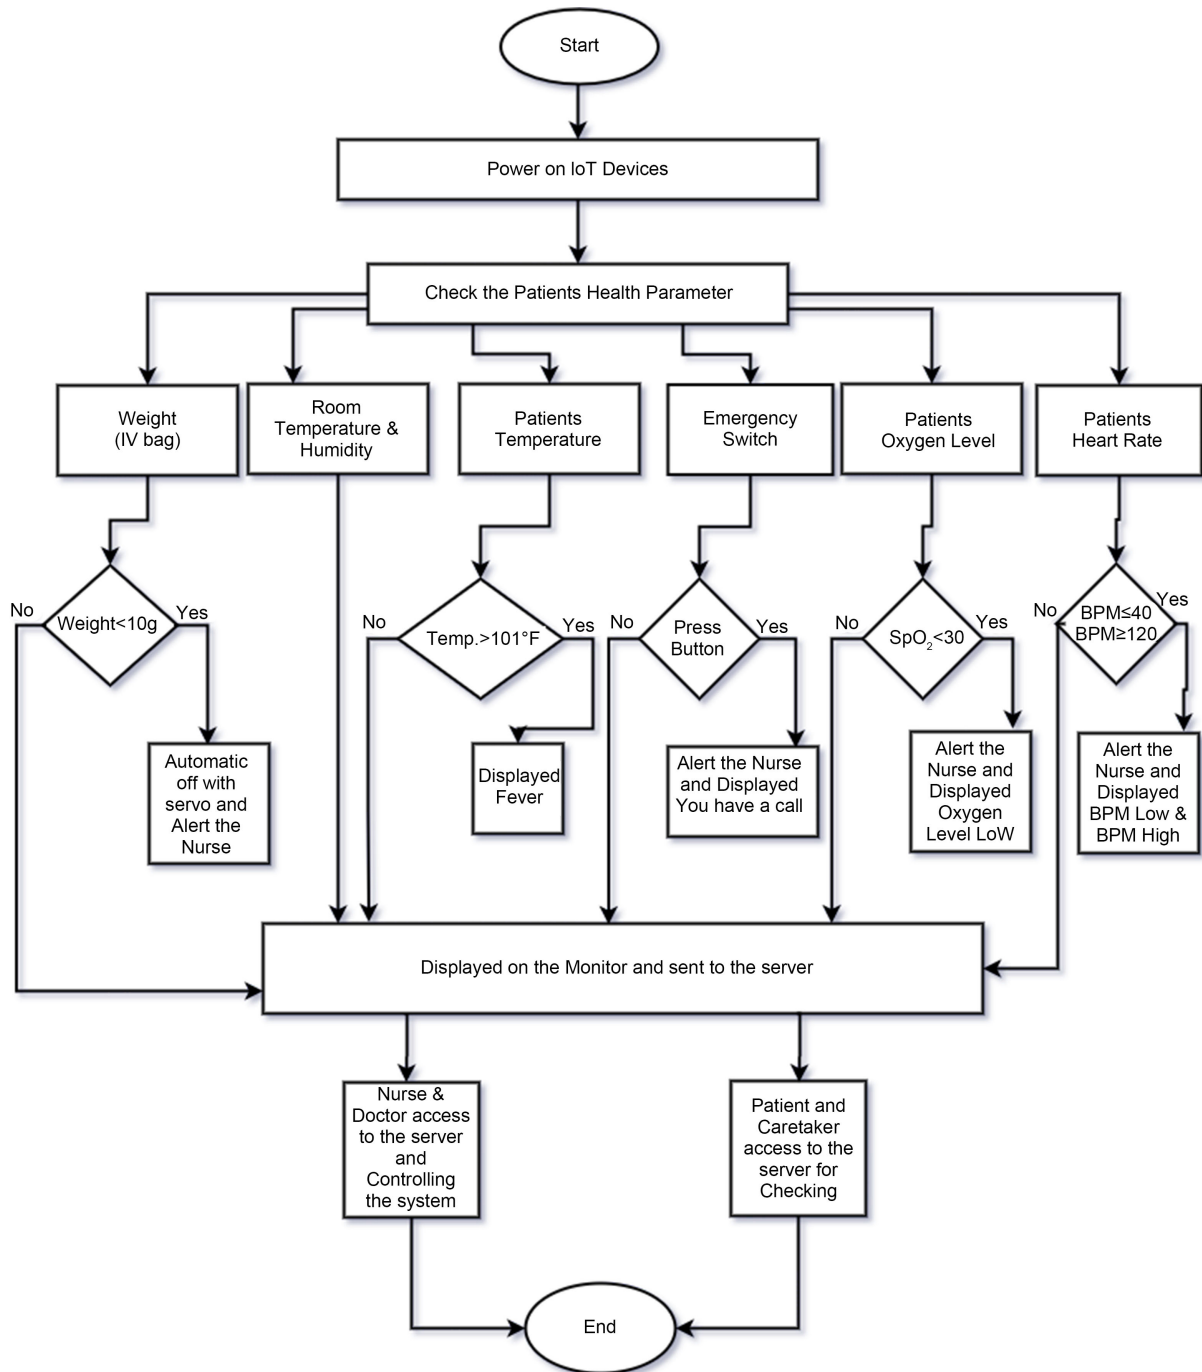 Start
Power on IoT Devices
Check the Patients Health Parameter
Weight
(IV bag)
Room
Temperature &
Humidity
Patients
Temperature
Emergency
Switch
Patients
Oxygen Level
Patients
Heart Rate
No
Weight<10g
Yes
No
Temp.>101°F
Yes
No
Press
Button
Yes
No
SpO₂<30
Yes
No
BPM≤40
BPM≥120
Yes
Automatic
off with
servo and
Alert the
Nurse
Displayed
Fever
Alert the Nurse
and Displayed
You have a call
Alert the
Nurse and
Displayed
Oxygen
Level LoW
Alert the
Nurse and
Displayed
BPM Low &
BPM High
Displayed on the Monitor and sent to the server
Nurse &
Doctor access
to the server
and
Controlling
the system
Patient and
Caretaker
access to the
server for
Checking
End